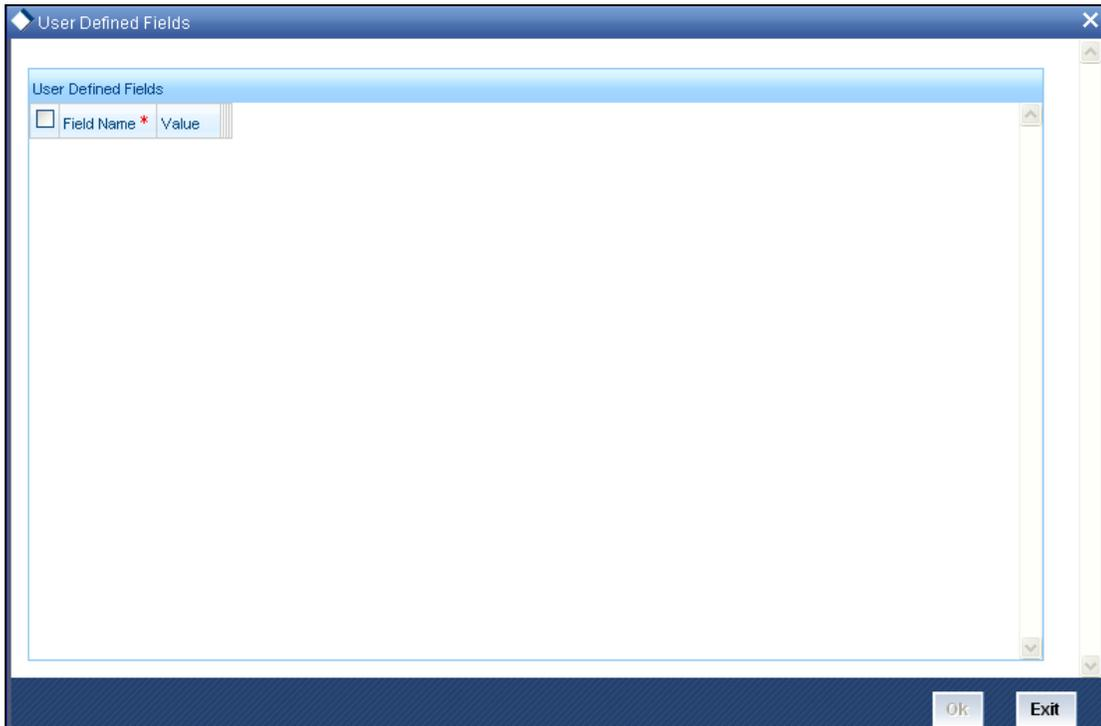 User Defined Fields
User Defined Fields
Field Name * Value
Ok Exit